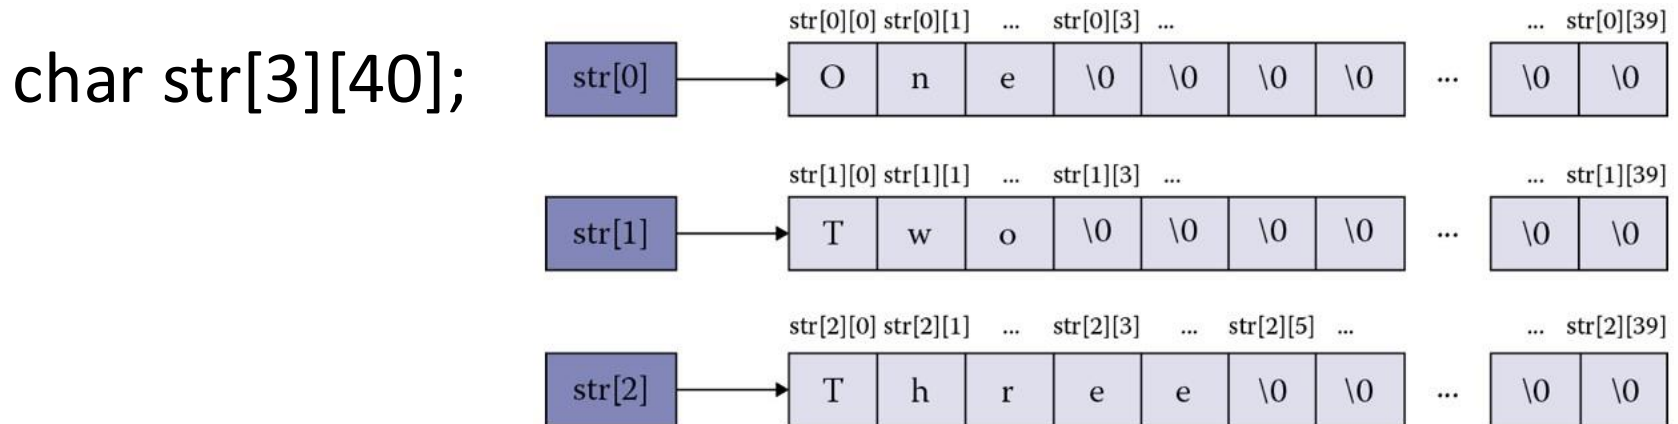 char str[3][40];
str[0][0] str[0][1] ... str[0][3] ... ... str[0][39]
str[0] O n e \0 \0 \0 \0 ... \0 \0
str[1][0] str[1][1] ... str[1][3] ... ... str[1][39]
str[1] T w o \0 \0 \0 \0 ... \0 \0
str[2][0] str[2][1] ... str[2][3] ... str[2][5] ... ... str[2][39]
str[2] T h r e e \0 \0 ... \0 \0